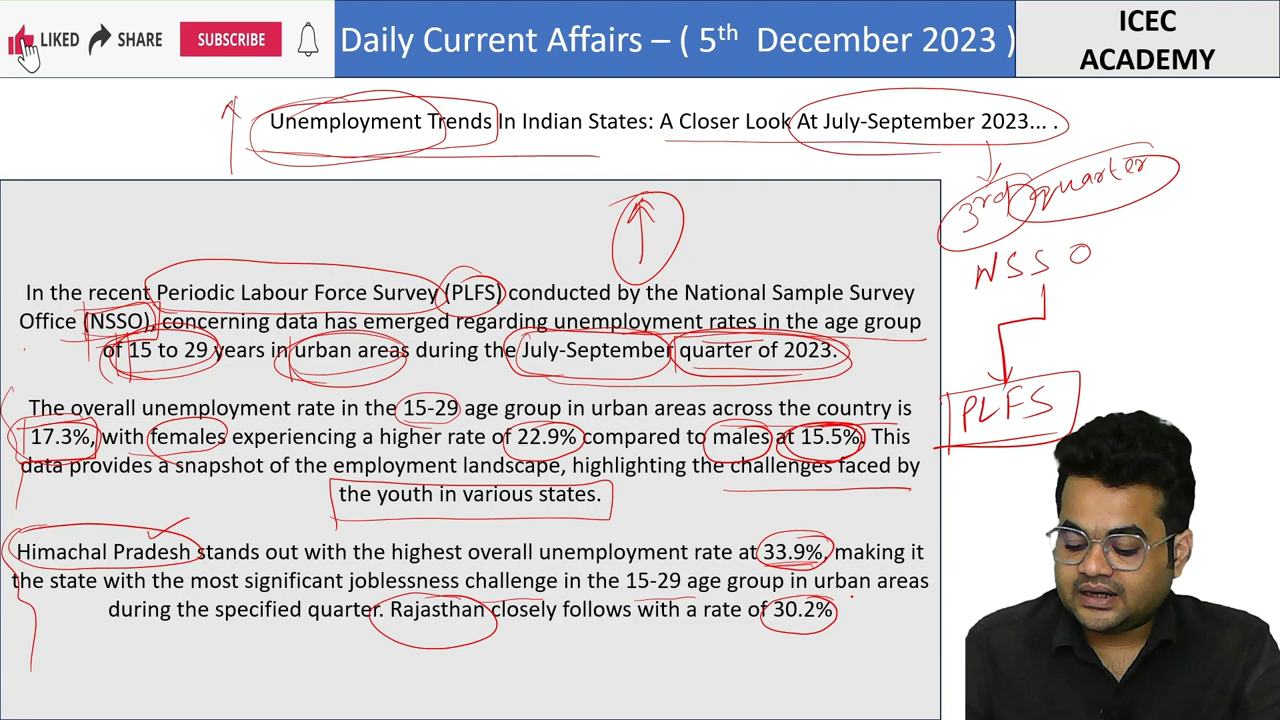 LIKED SHARE SUBSCRIBE
Daily Current Affairs – ( 5th December 2023 )
ICEC
ACADEMY
Unemployment Trends In Indian States: A Closer Look At July-September 2023... .
3rd quarter
NSSO
PLFS
In the recent Periodic Labour Force Survey (PLFS) conducted by the National Sample Survey
Office (NSSO), concerning data has emerged regarding unemployment rates in the age group
of 15 to 29 years in urban areas during the July-September quarter of 2023.
The overall unemployment rate in the 15-29 age group in urban areas across the country is
17.3%, with females experiencing a higher rate of 22.9% compared to males at 15.5%. This
data provides a snapshot of the employment landscape, highlighting the challenges faced by
the youth in various states.
Himachal Pradesh stands out with the highest overall unemployment rate at 33.9%, making it
the state with the most significant joblessness challenge in the 15-29 age group in urban areas
during the specified quarter. Rajasthan closely follows with a rate of 30.2%